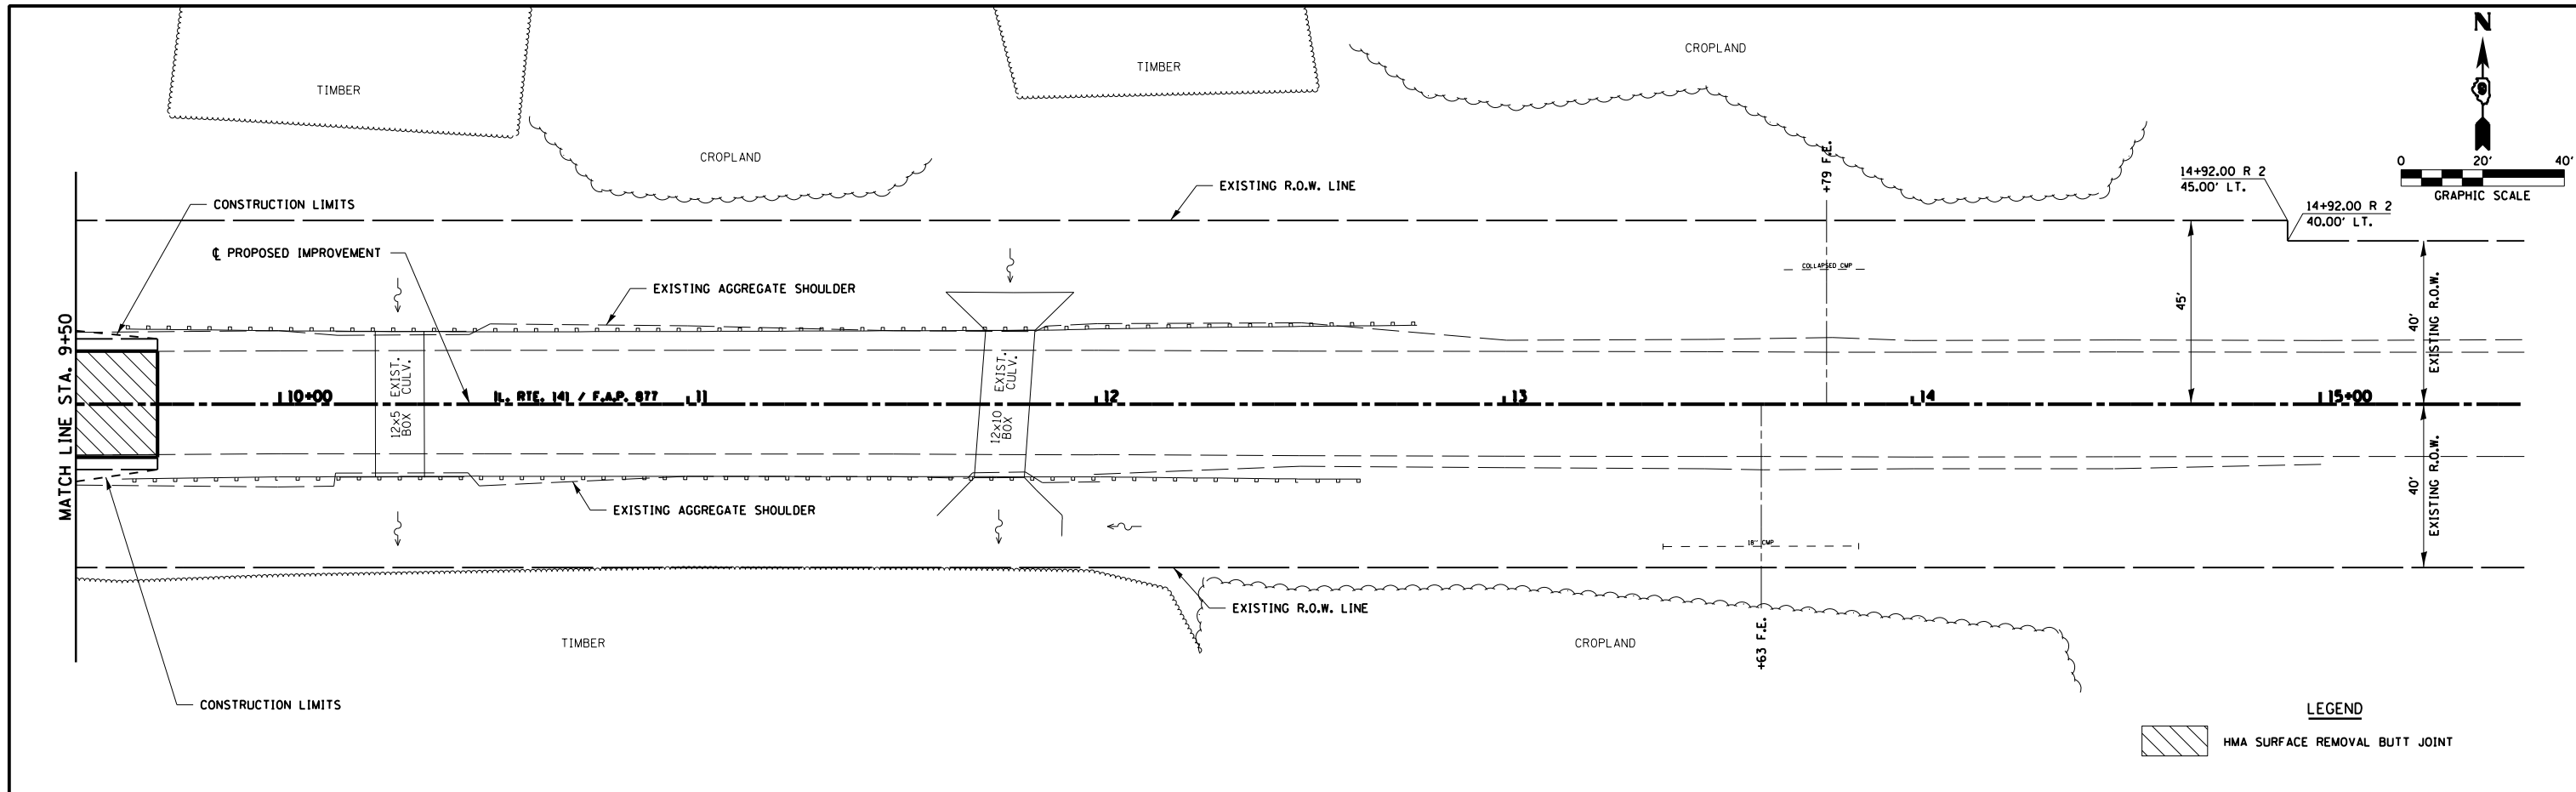 N
TIMBER
TIMBER
CROPLAND
CROPLAND
0 20' 40'
GRAPHIC SCALE
14+92.00 R 2
45.00' LT.
14+92.00 R 2
40.00' LT.
+79 F.E.
EXISTING R.O.W. LINE
CONSTRUCTION LIMITS
℄ PROPOSED IMPROVEMENT
EXISTING AGGREGATE SHOULDER
COLLAPSED CMP
45'
40'
EXISTING R.O.W.
MATCH LINE STA. 9+50
10+00
12x5 EXIST.
BOX CULV.
IL. RTE. 141 / F.A.P. 877
11
12x10 EXIST.
BOX CULV.
12
13
14
15+00
40'
EXISTING R.O.W.
EXISTING AGGREGATE SHOULDER
18" CMP
EXISTING R.O.W. LINE
+63 F.E.
TIMBER
CROPLAND
CONSTRUCTION LIMITS
LEGEND
HMA SURFACE REMOVAL BUTT JOINT